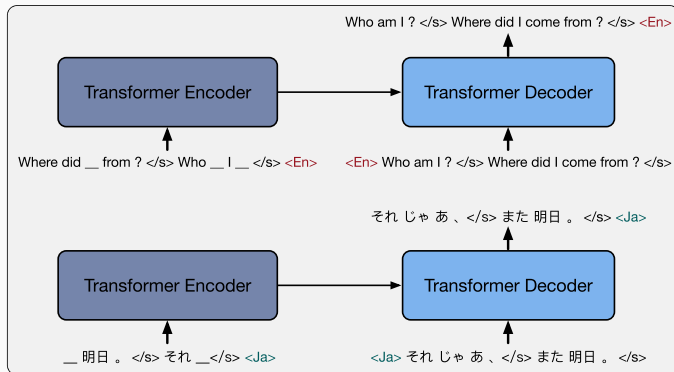 Who am I ? </s> Where did I come from ? </s> <En>
Transformer Encoder
Transformer Decoder
Where did __ from ? </s> Who __ I __ </s> <En>
<En> Who am I ? </s> Where did I come from ? </s>
それ じゃ あ 、</s> また 明日 。 </s> <Ja>
Transformer Encoder
Transformer Decoder
__ 明日 。 </s> それ __</s> <Ja>
<Ja> それ じゃ あ 、</s> また 明日 。 </s>